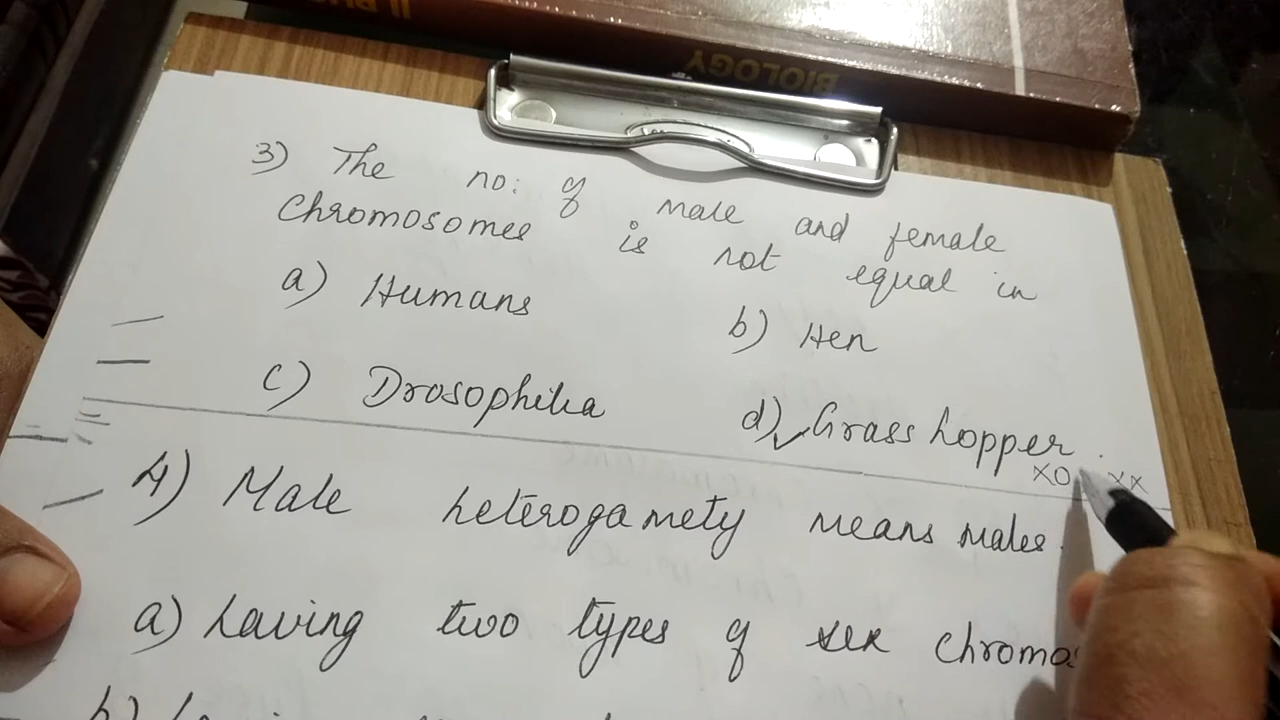 BIOLOGY
3) The no: of male and female
chromosomes is not equal in
a) Humans
b) Hen
c) Drosophila
d) ✓ Grass hopper.
XO XX
4) Male heterogamety means males.
a) having two types of sex chromos
b)